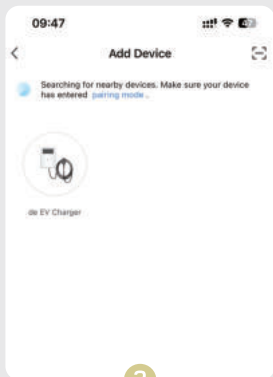 09:47
Add Device
Searching for nearby devices. Make sure your device
has entered pairing mode .
de EV Charger